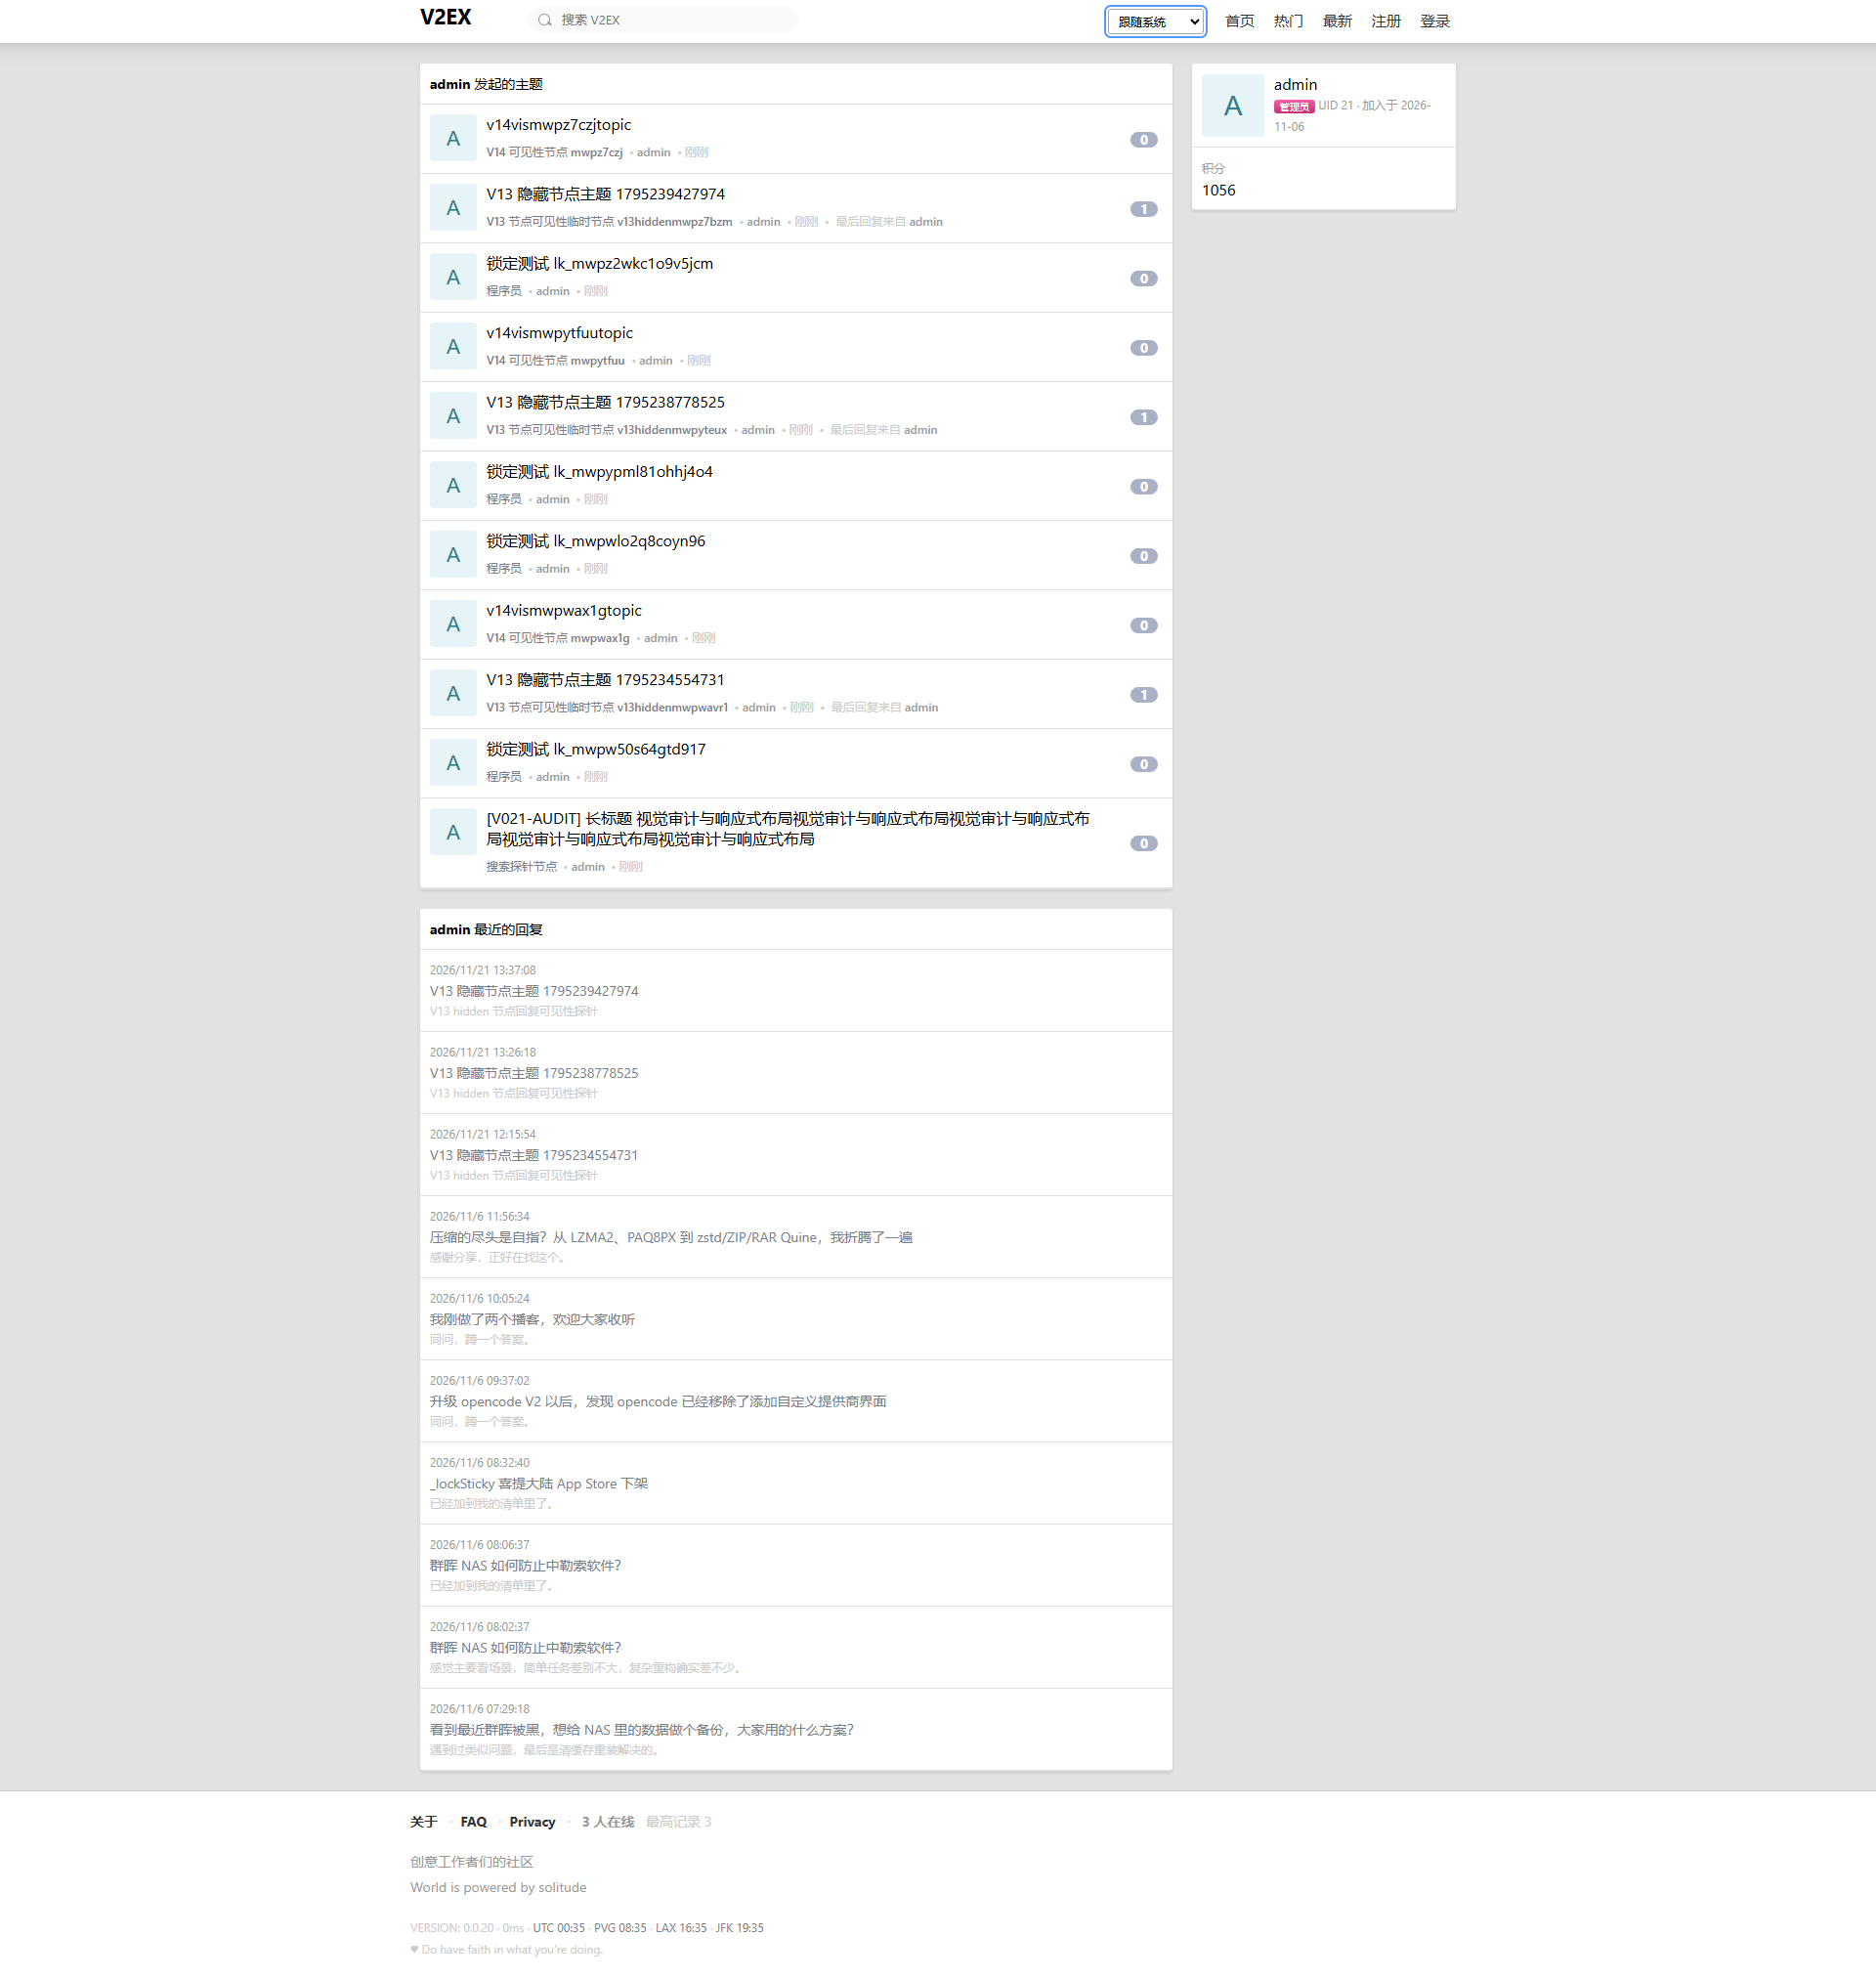 V2EX
搜索 V2EX
跟随系统
首页 热门 最新 注册 登录
admin 发起的主题
A
v14vismwpz7czjtopic
V14 可见性节点 mwpz7czj • admin • 刚刚
0
A
V13 隐藏节点主题 1795239427974
V13 节点可见性临时节点 v13hiddenmwpz7bzm • admin • 刚刚 • 最后回复来自 admin
1
A
锁定测试 lk_mwpz2wkc1o9v5jcm
程序员 • admin • 刚刚
0
A
v14vismwpytfuutopic
V14 可见性节点 mwpytfuu • admin • 刚刚
0
A
V13 隐藏节点主题 1795238778525
V13 节点可见性临时节点 v13hiddenmwpyteux • admin • 刚刚 • 最后回复来自 admin
1
A
锁定测试 lk_mwpypml81ohhj4o4
程序员 • admin • 刚刚
0
A
锁定测试 lk_mwpwlo2q8coyn96
程序员 • admin • 刚刚
0
A
v14vismwpwax1gtopic
V14 可见性节点 mwpwax1g • admin • 刚刚
0
A
V13 隐藏节点主题 1795234554731
V13 节点可见性临时节点 v13hiddenmwpwavr1 • admin • 刚刚 • 最后回复来自 admin
1
A
锁定测试 lk_mwpw50s64gtd917
程序员 • admin • 刚刚
0
A
[V021-AUDIT] 长标题 视觉审计与响应式布局视觉审计与响应式布局视觉审计与响应式布
局视觉审计与响应式布局视觉审计与响应式布局
搜索探针节点 • admin • 刚刚
0
admin 最近的回复
2026/11/21 13:37:08
V13 隐藏节点主题 1795239427974
V13 hidden 节点回复可见性探针
2026/11/21 13:26:18
V13 隐藏节点主题 1795238778525
V13 hidden 节点回复可见性探针
2026/11/21 12:15:54
V13 隐藏节点主题 1795234554731
V13 hidden 节点回复可见性探针
2026/11/6 11:56:34
压缩的尽头是自指？从 LZMA2、PAQ8PX 到 zstd/ZIP/RAR Quine，我折腾了一遍
感谢分享，正好在找这个。
2026/11/6 10:05:24
我刚做了两个播客，欢迎大家收听
同问，蹲一个答案。
2026/11/6 09:37:02
升级 opencode V2 以后，发现 opencode 已经移除了添加自定义提供商界面
同问，蹲一个答案。
2026/11/6 08:32:40
_lockSticky 喜提大陆 App Store 下架
已经加到我的清单里了。
2026/11/6 08:06:37
群晖 NAS 如何防止中勒索软件？
已经加到我的清单里了。
2026/11/6 08:02:37
群晖 NAS 如何防止中勒索软件？
感觉主要看场景，简单任务差别不大，复杂重构确实差不少。
2026/11/6 07:29:18
看到最近群晖被黑，想给 NAS 里的数据做个备份，大家用的什么方案？
遇到过类似问题，最后是清缓存重装解决的。
A
admin
管理员 UID 21 · 加入于 2026-
11-06
积分
1056
关于 · FAQ · Privacy · 3 人在线 最高记录 3
创意工作者们的社区
World is powered by solitude
VERSION: 0.0.20 · 0ms · UTC 00:35 · PVG 08:35 · LAX 16:35 · JFK 19:35
♥ Do have faith in what you're doing.